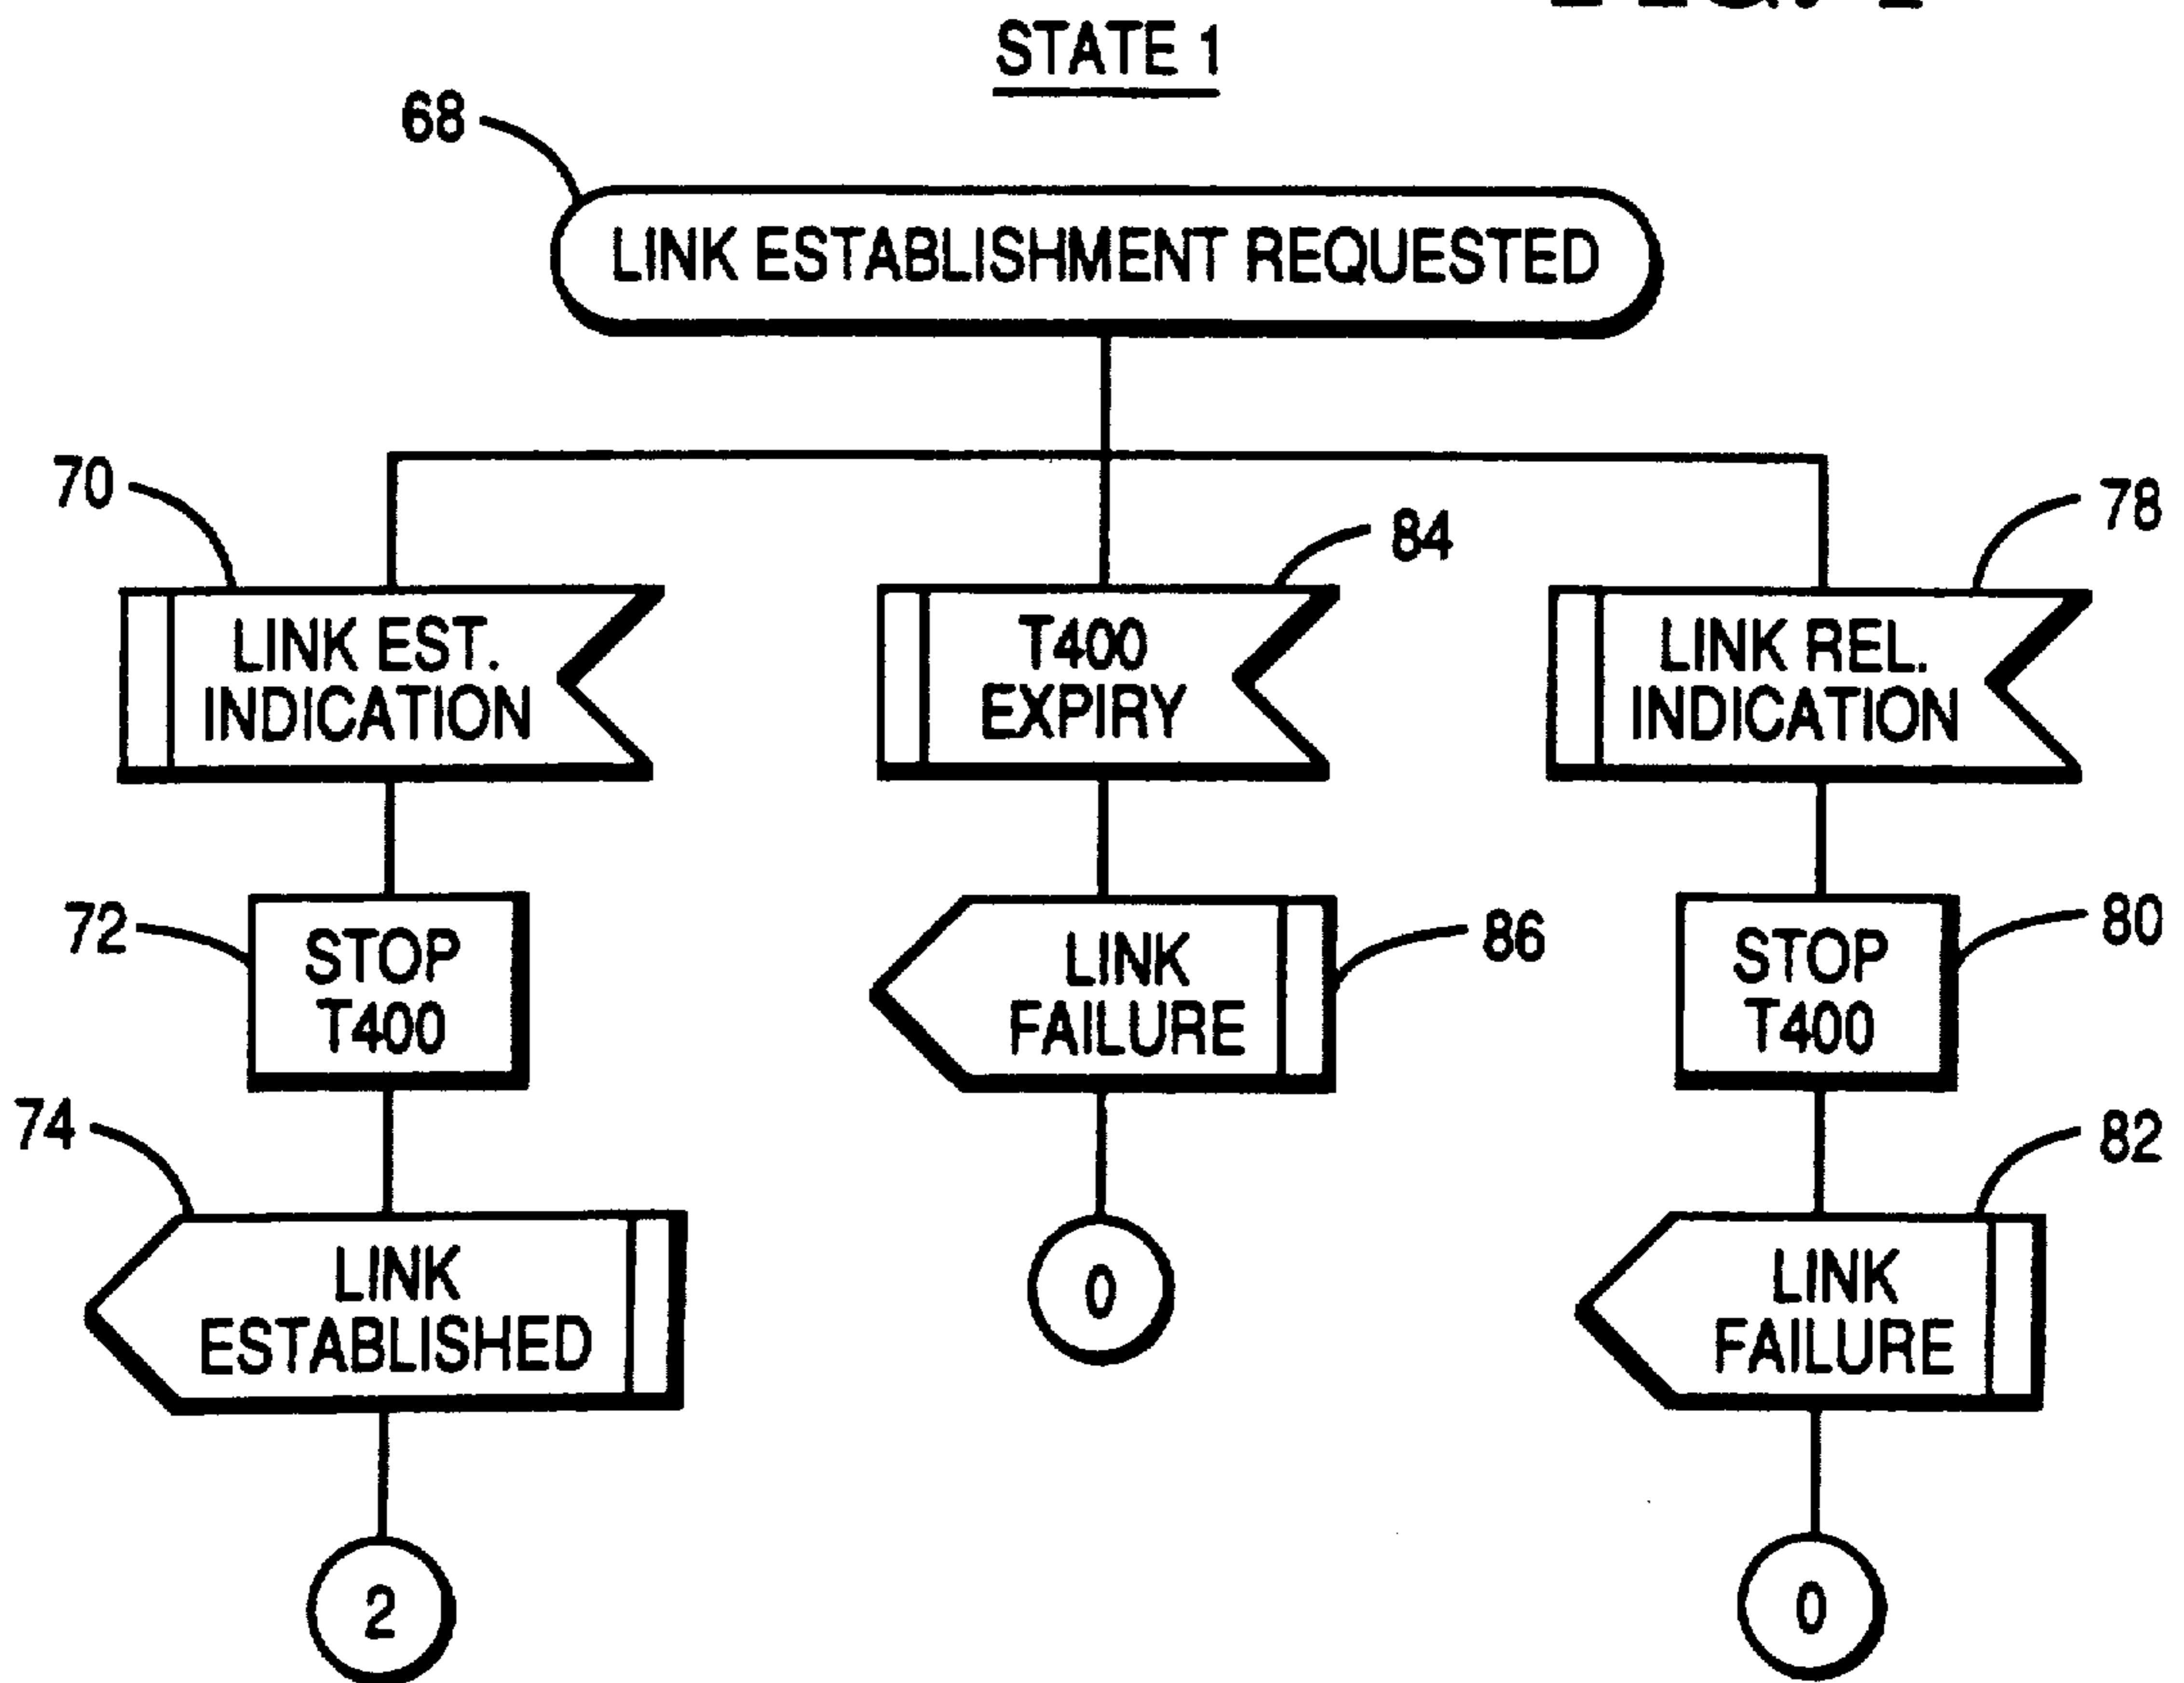 STATE 1
68
LINK ESTABLISHMENT REQUESTED
70
84
78
LINK EST.
INDICATION
T400
EXPIRY
LINK REL.
INDICATION
72
STOP
T400
LINK
FAILURE
86
STOP
T400
80
74
82
LINK
ESTABLISHED
0
LINK
FAILURE
2
0